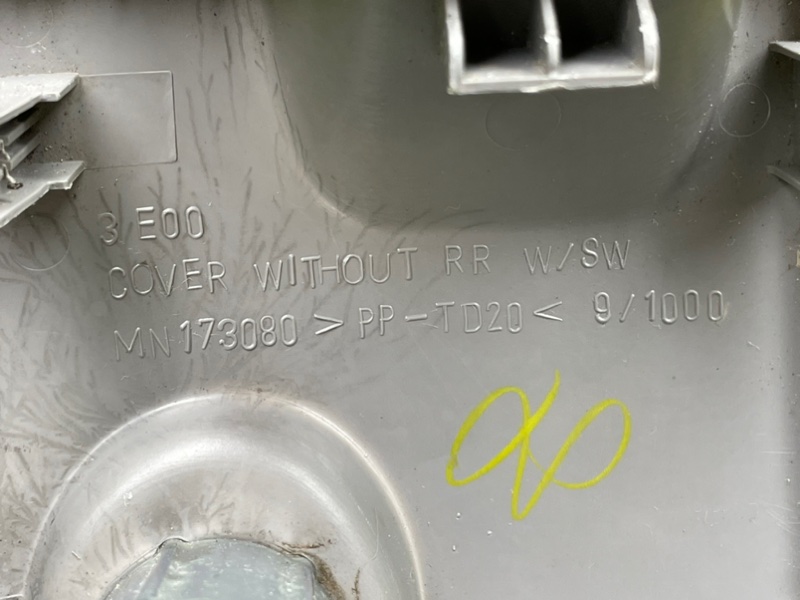 3 E00
COVER WITHOUT RR W/SW
MN173080 > PP-TD20 < 9/1000